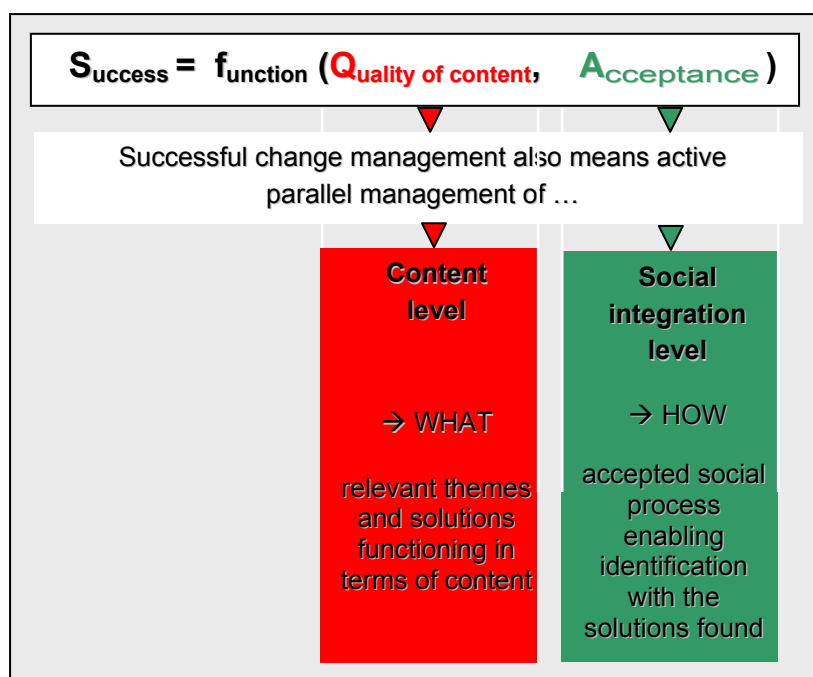 Success = function (Quality of content, Acceptance)
Successful change management also means active
parallel management of …
Content
level
→ WHAT
relevant themes
and solutions
functioning in
terms of content
Social
integration
level
→ HOW
accepted social
process
enabling
identification
with the
solutions found